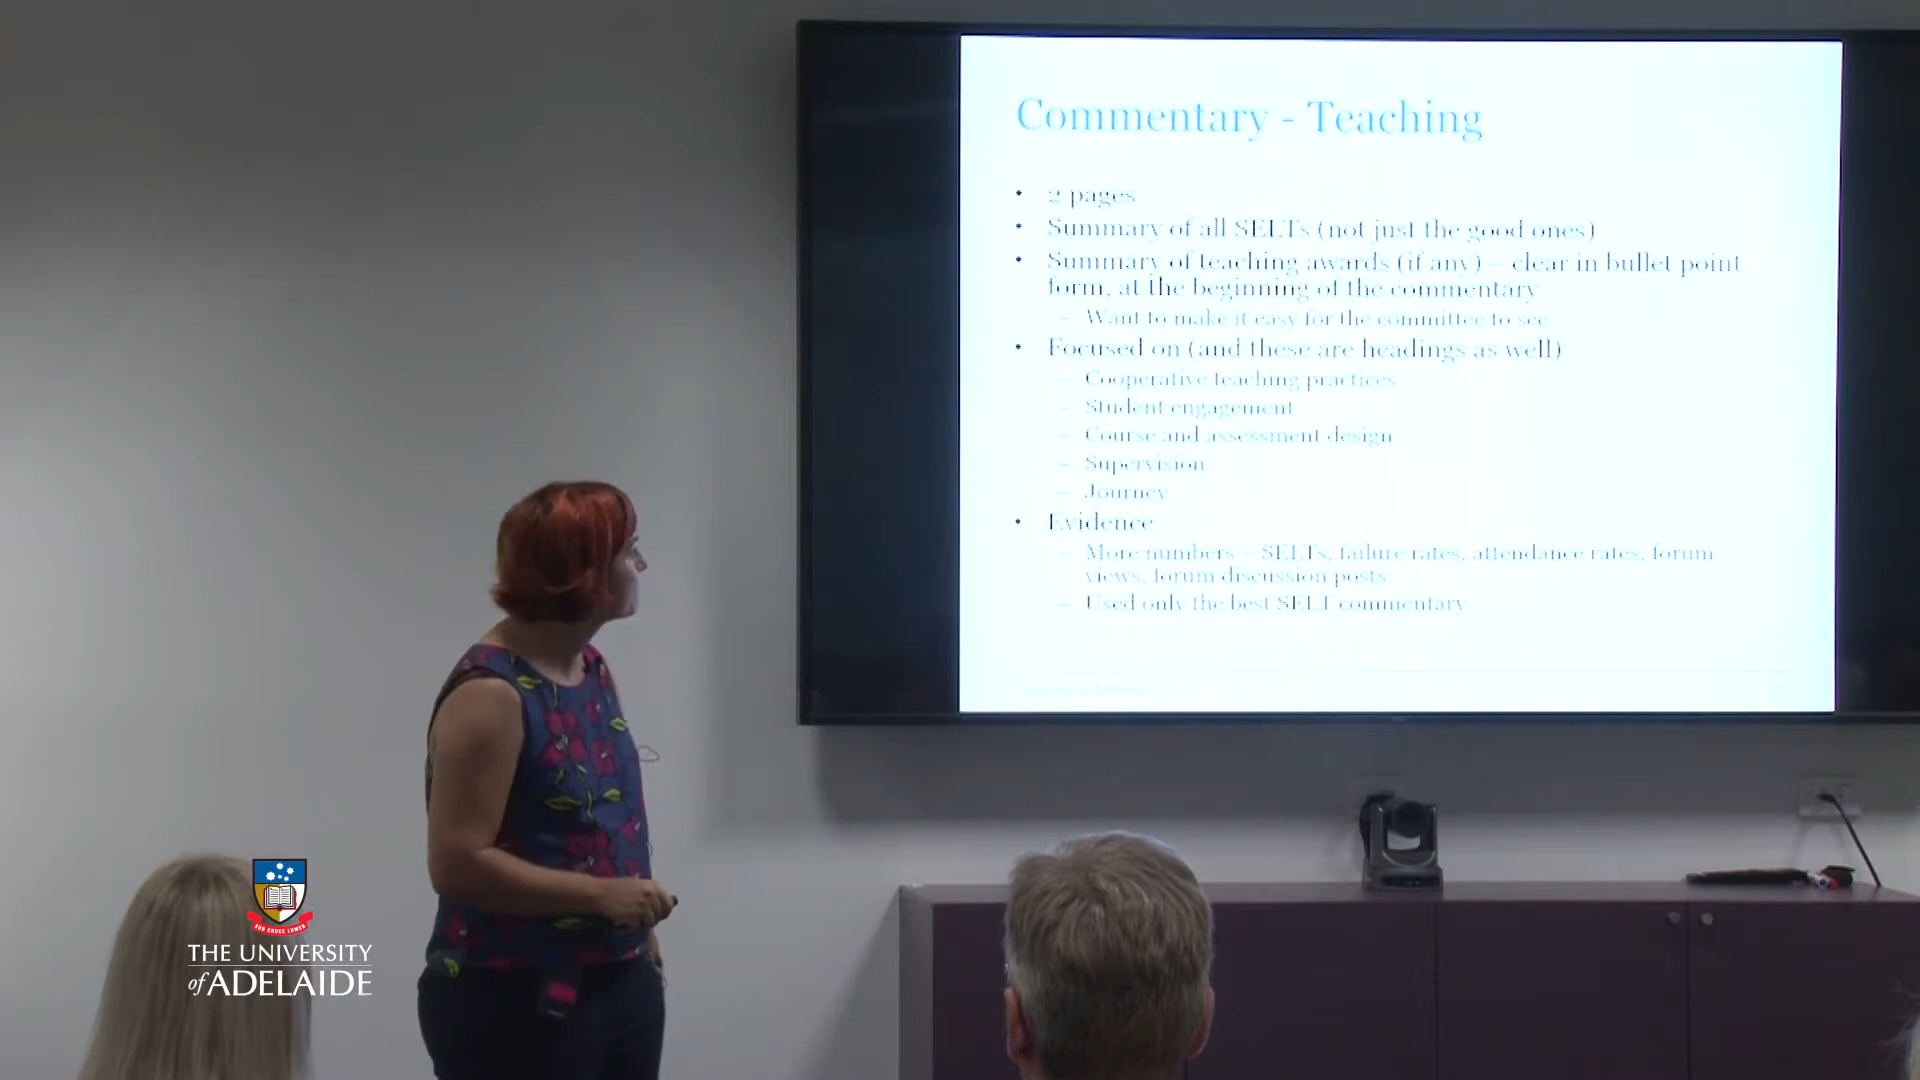 Commentary - Teaching
• 2 pages
• Summary of all SELTs (not just the good ones)
• Summary of teaching awards (if any) – clear in bullet point
form, at the beginning of the commentary
– Want to make it easy for the committee to see
• Focused on (and these are headings as well)
– Cooperative teaching practices
– Student engagement
– Course and assessment design
– Supervision
– Journey
• Evidence
– More numbers – SELTs, failure rates, attendance rates, forum
views, forum discussion posts
– Used only the best SELT commentary
SUB CRUCE LUMEN
THE UNIVERSITY
of ADELAIDE